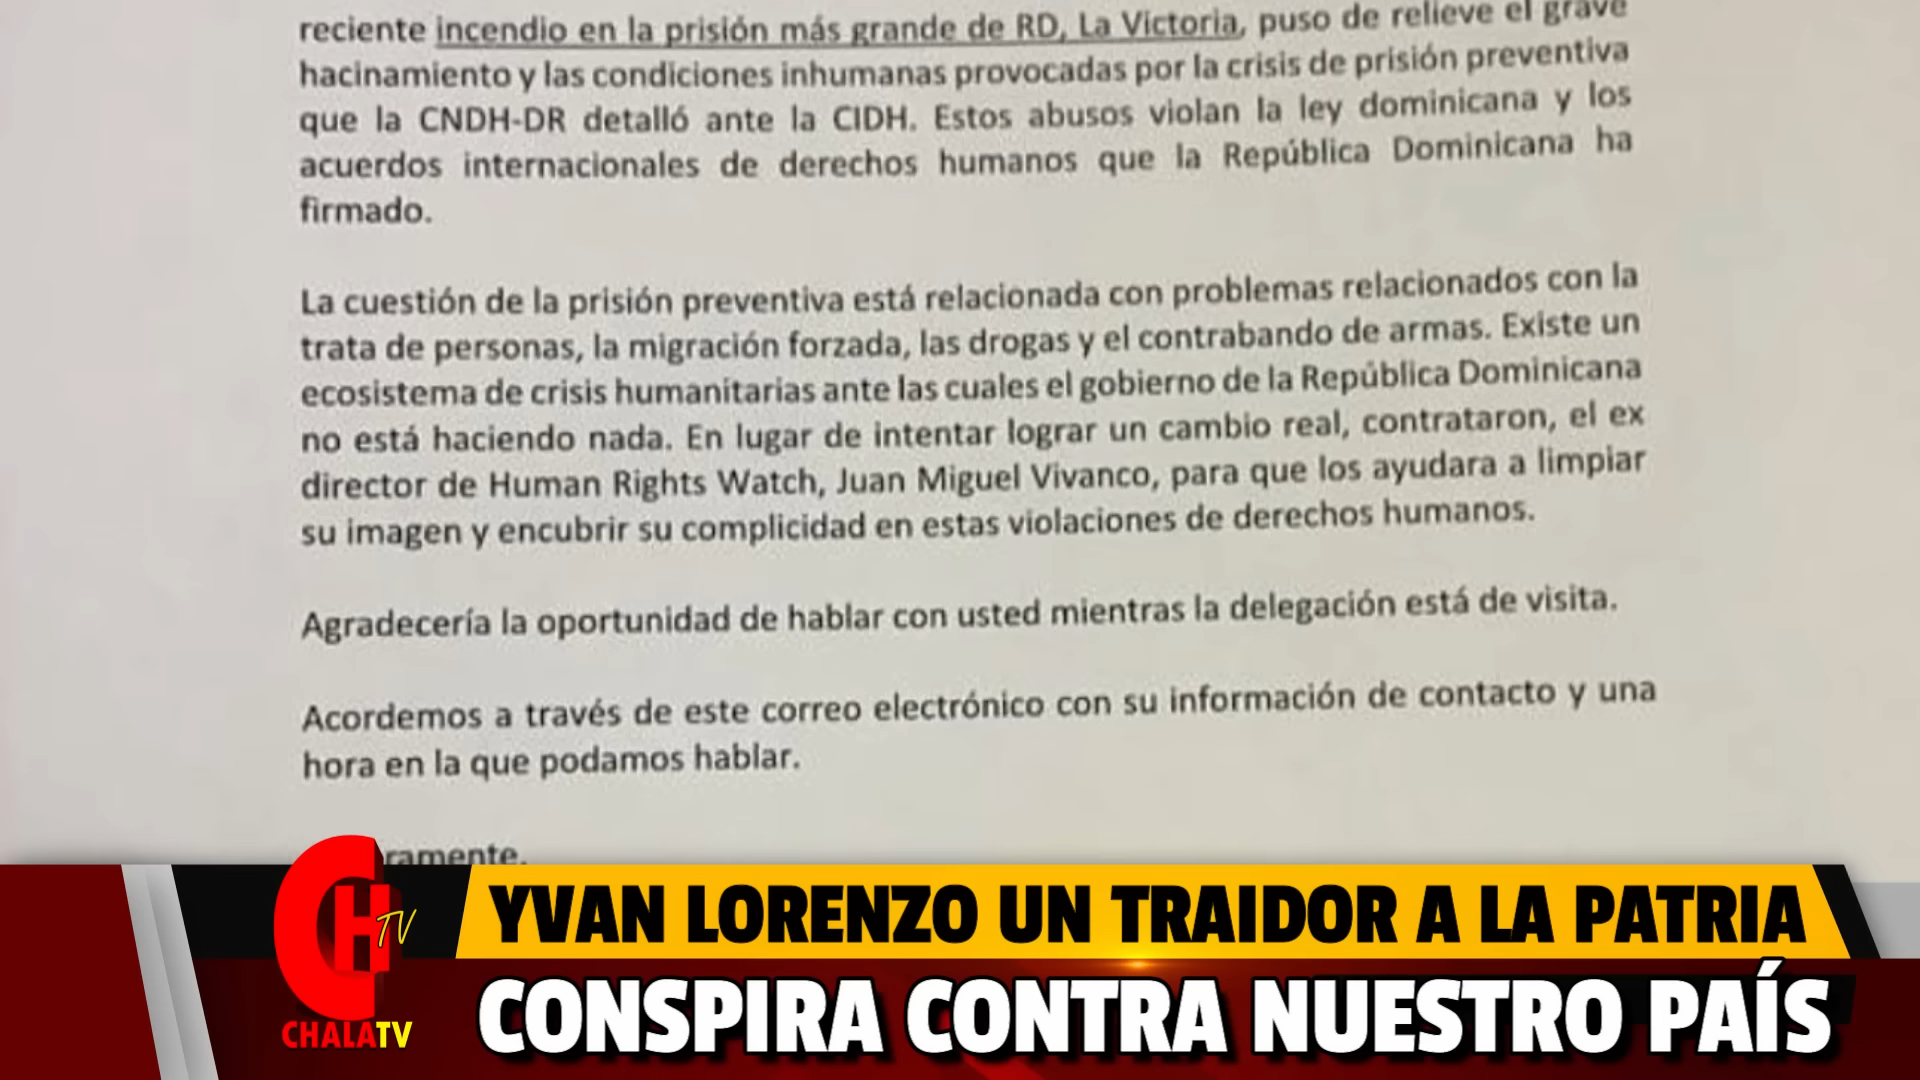 reciente incendio en la prisión más grande de RD, La Victoria, puso de relieve el grave
hacinamiento y las condiciones inhumanas provocadas por la crisis de prisión preventiva
que la CNDH-DR detalló ante la CIDH. Estos abusos violan la ley dominicana y los
acuerdos internacionales de derechos humanos que la República Dominicana ha
firmado.
La cuestión de la prisión preventiva está relacionada con problemas relacionados con la
trata de personas, la migración forzada, las drogas y el contrabando de armas. Existe un
ecosistema de crisis humanitarias ante las cuales el gobierno de la República Dominicana
no está haciendo nada. En lugar de intentar lograr un cambio real, contrataron, el ex
director de Human Rights Watch, Juan Miguel Vivanco, para que los ayudara a limpiar
su imagen y encubrir su complicidad en estas violaciones de derechos humanos.
Agradecería la oportunidad de hablar con usted mientras la delegación está de visita.
Acordemos a través de este correo electrónico con su información de contacto y una
hora en la que podamos hablar.
ramente,
CH TV
CHALATV
YVAN LORENZO UN TRAIDOR A LA PATRIA
CONSPIRA CONTRA NUESTRO PAÍS